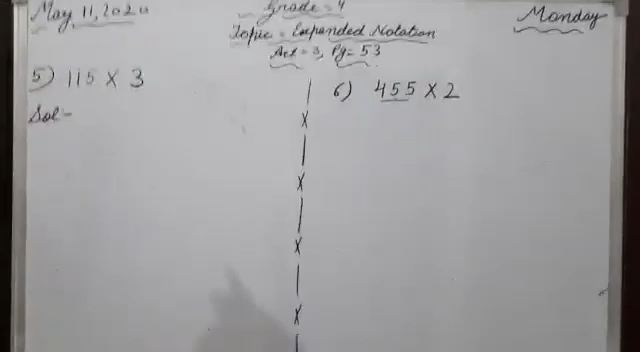 May 11, 2020
Grade = 4
Monday
Topic = Expanded Notation
Act = 3, Pg = 53
5) 115 X 3
Sol =
6) 455 X 2